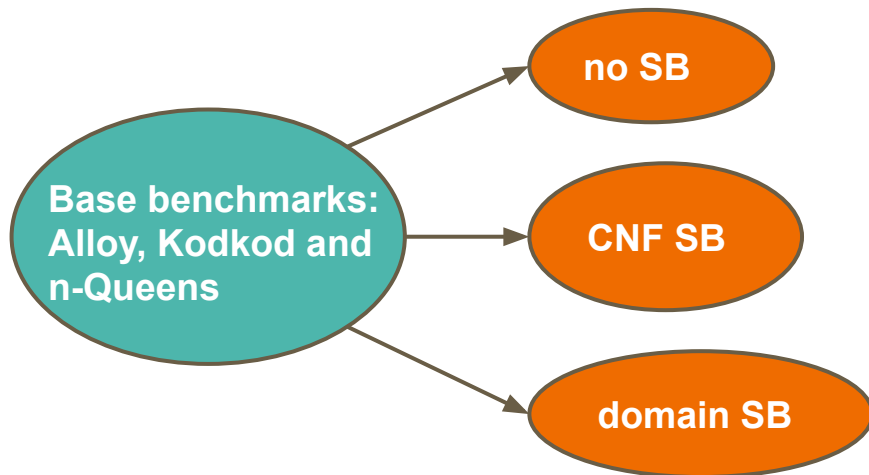 no SB
Base benchmarks:
Alloy, Kodkod and
n-Queens
CNF SB
domain SB